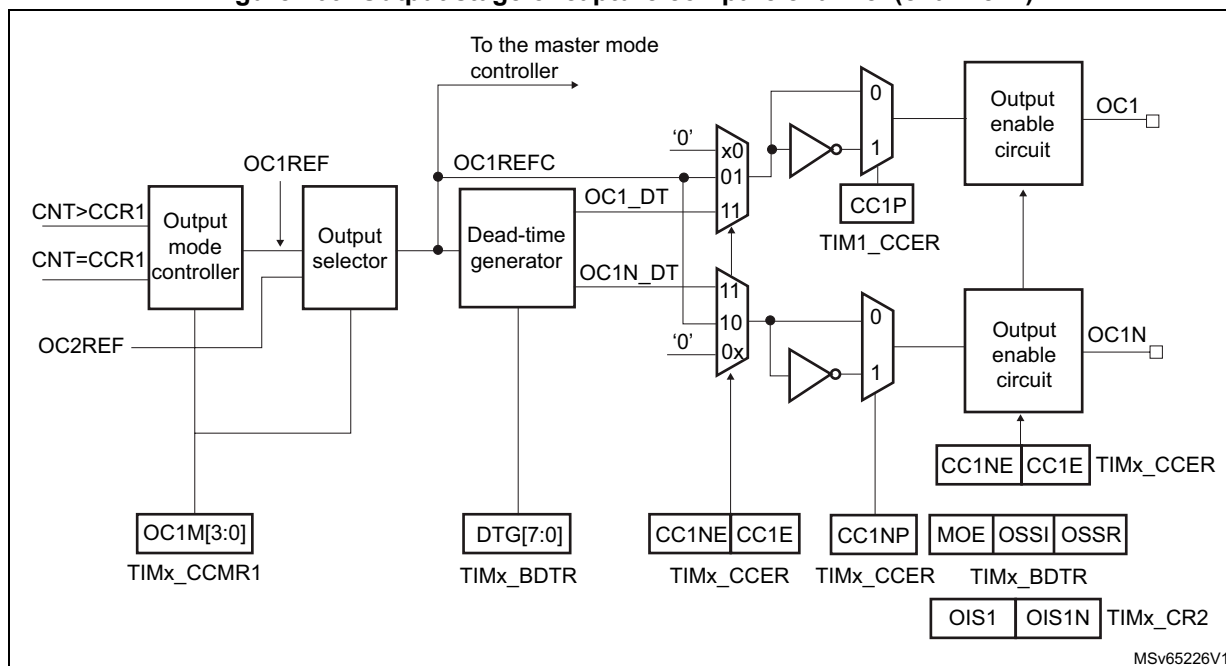 To the master mode
controller
'0'
x0
01
11
OC1REF
OC1REFC
OC1_DT
CNT>CCR1
CNT=CCR1
Output
mode
controller
Output
selector
Dead-time
generator
OC1N_DT
OC2REF
11
10
'0'
0x
0
1
CC1P
TIM1_CCER
Output
enable
circuit
OC1
0
1
Output
enable
circuit
OC1N
CC1NE CC1E TIMx_CCER
OC1M[3:0]
TIMx_CCMR1
DTG[7:0]
TIMx_BDTR
CC1NE CC1E
TIMx_CCER
CC1NP
TIMx_CCER
MOE OSSI OSSR
TIMx_BDTR
OIS1 OIS1N TIMx_CR2
MSv65226V1